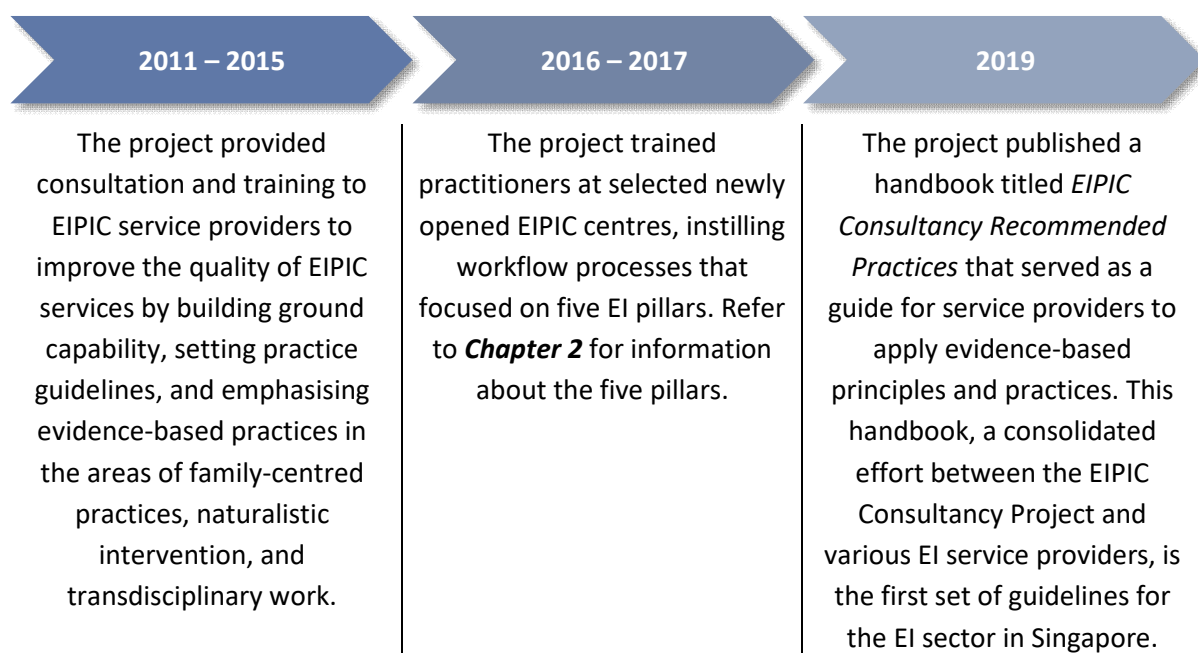 2011 – 2015
The project provided
consultation and training to
EIPIC service providers to
improve the quality of EIPIC
services by building ground
capability, setting practice
guidelines, and emphasising
evidence-based practices in
the areas of family-centred
practices, naturalistic
intervention, and
transdisciplinary work.
2016 – 2017
The project trained
practitioners at selected newly
opened EIPIC centres, instilling
workflow processes that
focused on five EI pillars. Refer
to Chapter 2 for information
about the five pillars.
2019
The project published a
handbook titled EIPIC
Consultancy Recommended
Practices that served as a
guide for service providers to
apply evidence-based
principles and practices. This
handbook, a consolidated
effort between the EIPIC
Consultancy Project and
various EI service providers, is
the first set of guidelines for
the EI sector in Singapore.